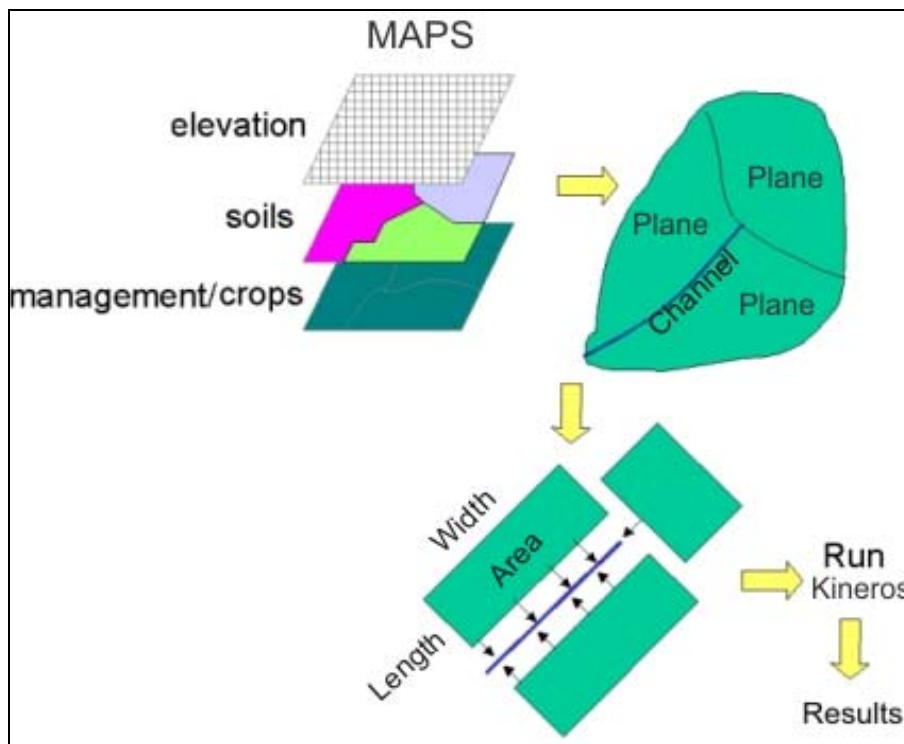 MAPS
elevation
soils
management/crops
Plane
Plane
Channel
Plane
Width
Area
Length
Run
Kineros
Results